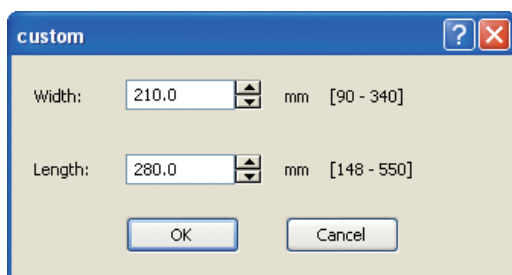 custom
Width: 210.0 mm [90 - 340]
Length: 280.0 mm [148 - 550]
OK Cancel